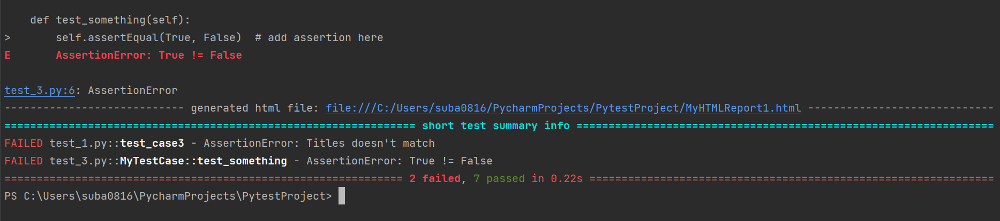 def test_something(self):
>       self.assertEqual(True, False)  # add assertion here
E       AssertionError: True != False
test_3.py:6: AssertionError
---------------------------- generated html file: file:///C:/Users/suba0816/PycharmProjects/PytestProject/MyHTMLReport1.html -----------------------------
================================================================ short test summary info =================================================================
FAILED test_1.py::test_case3 - AssertionError: Titles doesn't match
FAILED test_3.py::MyTestCase::test_something - AssertionError: True != False
============================================================== 2 failed, 7 passed in 0.22s ===============================================================
PS C:\Users\suba0816\PycharmProjects\PytestProject>